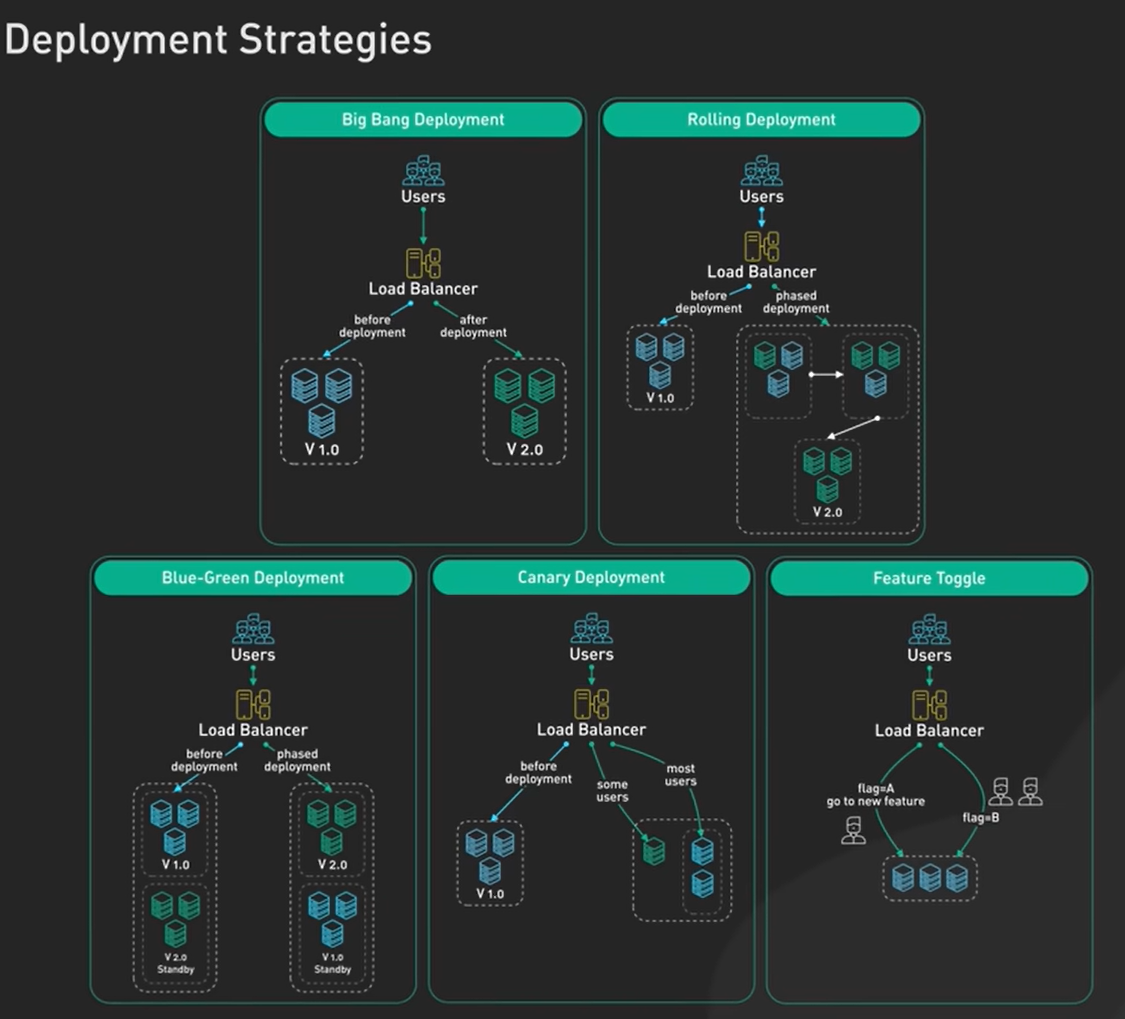 Deployment Strategies
Big Bang Deployment
Users
Load Balancer
before
deployment
after
deployment
V 1.0
V 2.0
Rolling Deployment
Users
Load Balancer
before
deployment
phased
deployment
V 1.0
V 2.0
Blue-Green Deployment
Users
Load Balancer
before
deployment
phased
deployment
V 1.0
V 2.0
Standby
V 2.0
V 1.0
Standby
Canary Deployment
Users
Load Balancer
before
deployment
some
users
most
users
V 1.0
Feature Toggle
Users
Load Balancer
flag=A
go to new feature
flag=B